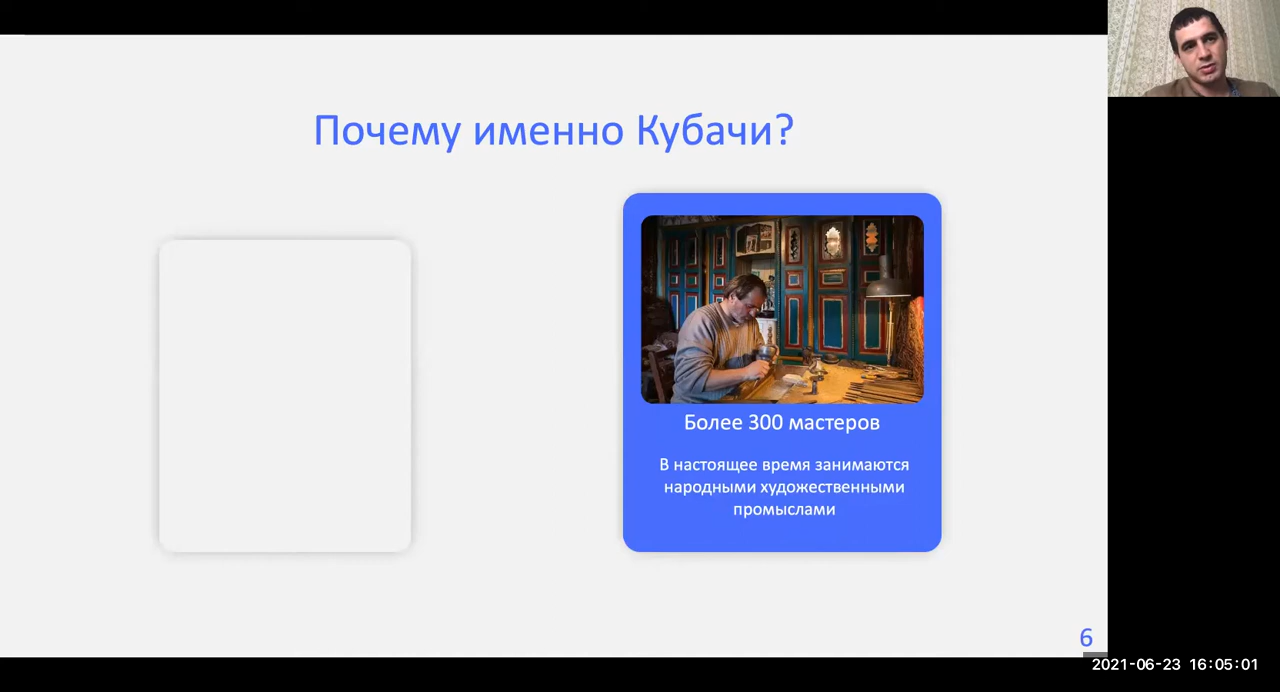 Почему именно Кубачи?
Более 300 мастеров
В настоящее время занимаются
народными художественными
промыслами
6
2021-06-23 16:05:01